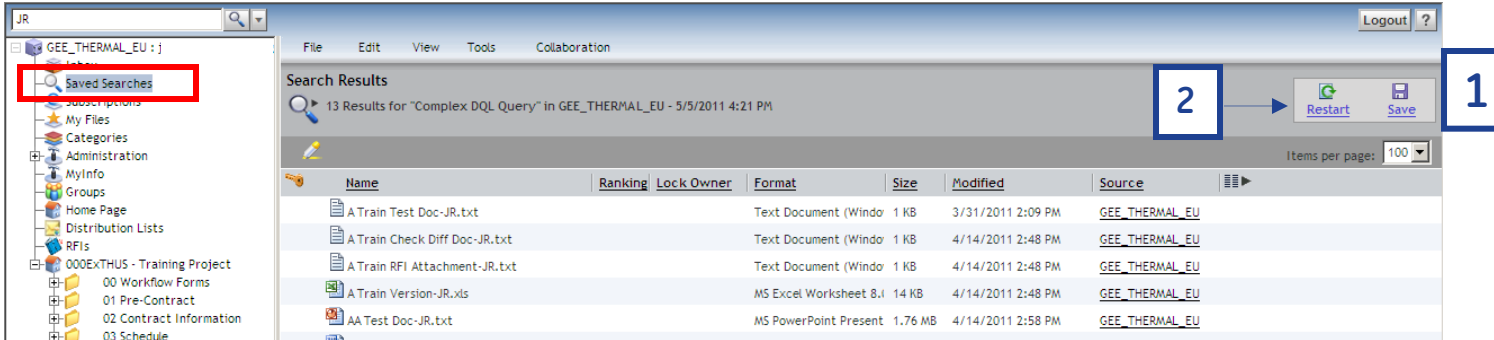 JR
Logout ?
GEE_THERMAL_EU : j
File Edit View Tools Collaboration
Inbox
Saved Searches
Search Results
1
2
Subscriptions
13 Results for "Complex DQL Query" in GEE_THERMAL_EU - 5/5/2011 4:21 PM
Restart Save
My Files
Categories
Administration
Items per page: 100
MyInfo
Name Ranking Lock Owner Format Size Modified Source
Groups
Home Page
A Train Test Doc-JR.txt Text Document (Windo 1 KB 3/31/2011 2:09 PM GEE_THERMAL_EU
Distribution Lists
RFIs
A Train Check Diff Doc-JR.txt Text Document (Windo 1 KB 4/14/2011 2:48 PM GEE_THERMAL_EU
000ExTHUS - Training Project
A Train RFI Attachment-JR.txt Text Document (Windo 1 KB 4/14/2011 2:48 PM GEE_THERMAL_EU
00 Workflow Forms
A Train Version-JR.xls MS Excel Worksheet 8.( 14 KB 4/14/2011 2:48 PM GEE_THERMAL_EU
01 Pre-Contract
02 Contract Information
AA Test Doc-JR.txt MS PowerPoint Present 1.76 MB 4/14/2011 2:58 PM GEE_THERMAL_EU
03 Schedule